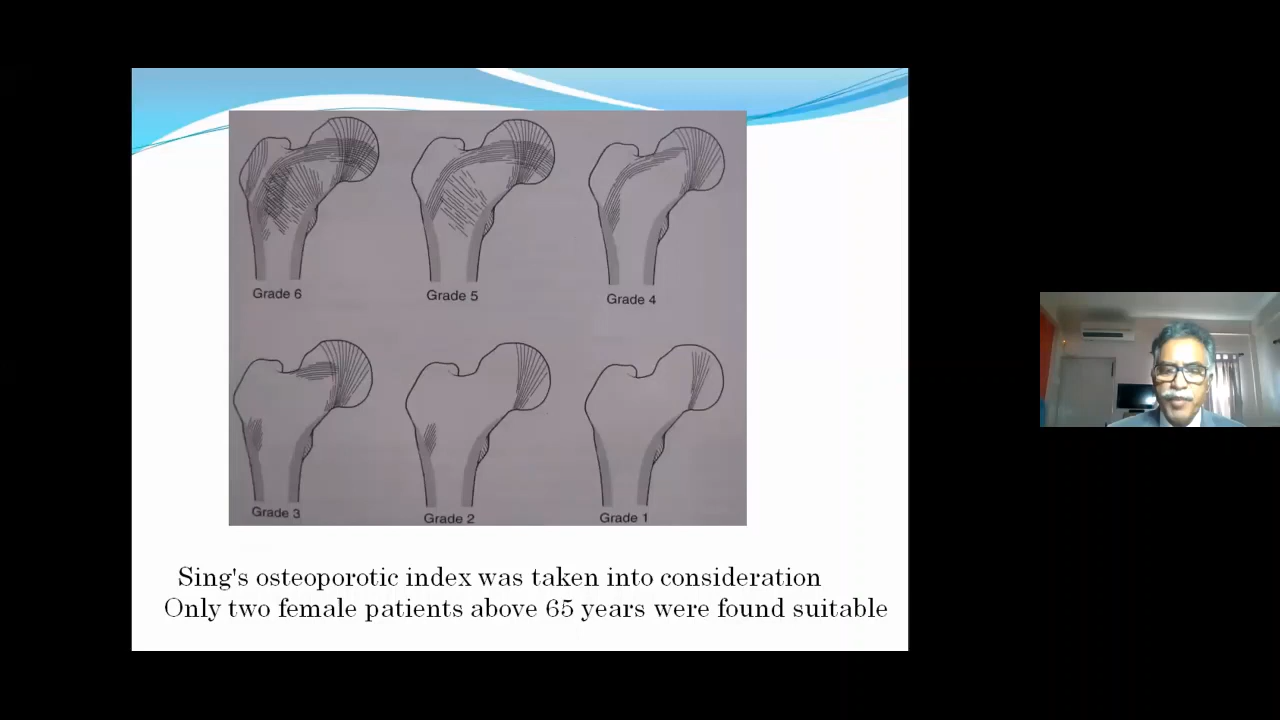 Grade 6
Grade 5
Grade 4
Grade 3
Grade 2
Grade 1
Sing's osteoporotic index was taken into consideration
Only two female patients above 65 years were found suitable